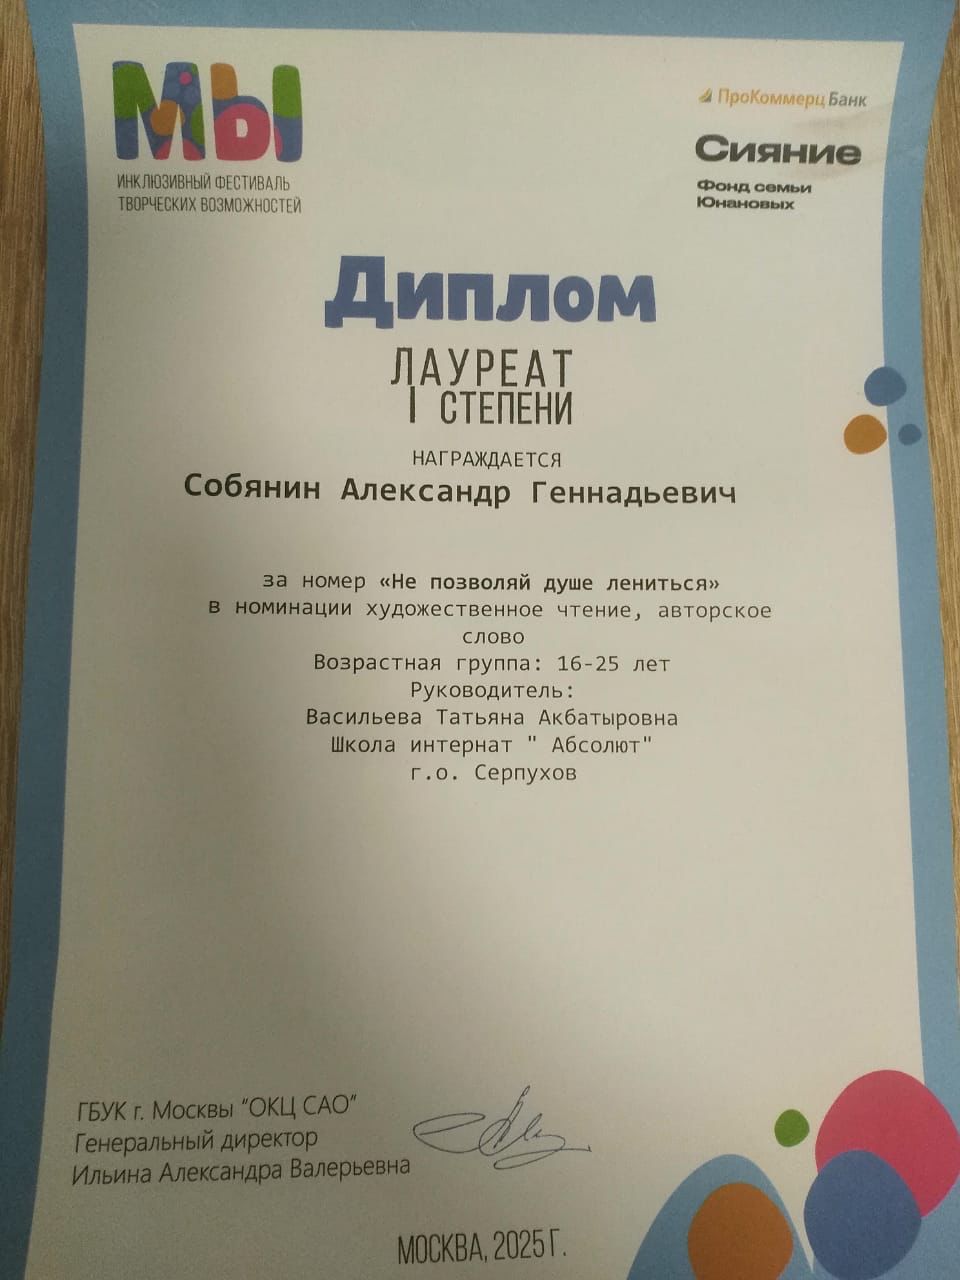 МЫ
ИНКЛЮЗИВНЫЙ ФЕСТИВАЛЬ
ТВОРЧЕСКИХ ВОЗМОЖНОСТЕЙ
ПроКоммерц Банк
Сияние
Фонд семьи
Юнановых
Диплом
ЛАУРЕАТ
I СТЕПЕНИ
НАГРАЖДАЕТСЯ
Собянин Александр Геннадьевич
за номер «Не позволяй душе лениться»
в номинации художественное чтение, авторское
слово
Возрастная группа: 16-25 лет
Руководитель:
Васильева Татьяна Акбатыровна
Школа интернат " Абсолют"
г.о. Серпухов
ГБУК г. Москвы "ОКЦ САО"
Генеральный директор
Ильина Александра Валерьевна
МОСКВА, 2025 Г.